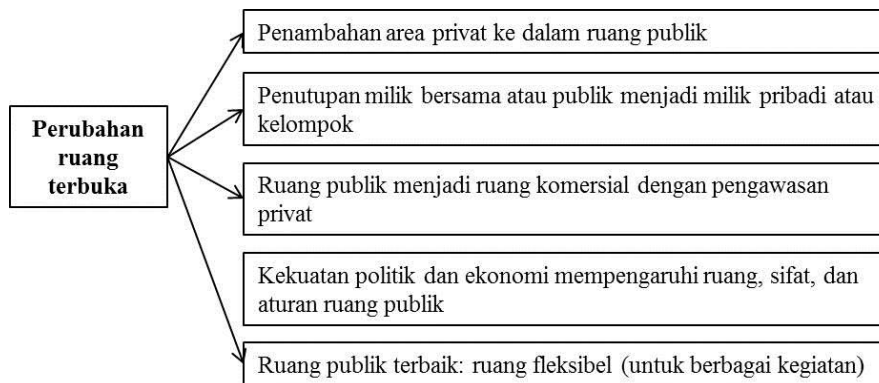 Penambahan area privat ke dalam ruang publik
Penutupan milik bersama atau publik menjadi milik pribadi atau
kelompok
Perubahan
ruang
terbuka
Ruang publik menjadi ruang komersial dengan pengawasan
privat
Kekuatan politik dan ekonomi mempengaruhi ruang, sifat, dan
aturan ruang publik
Ruang publik terbaik: ruang fleksibel (untuk berbagai kegiatan)